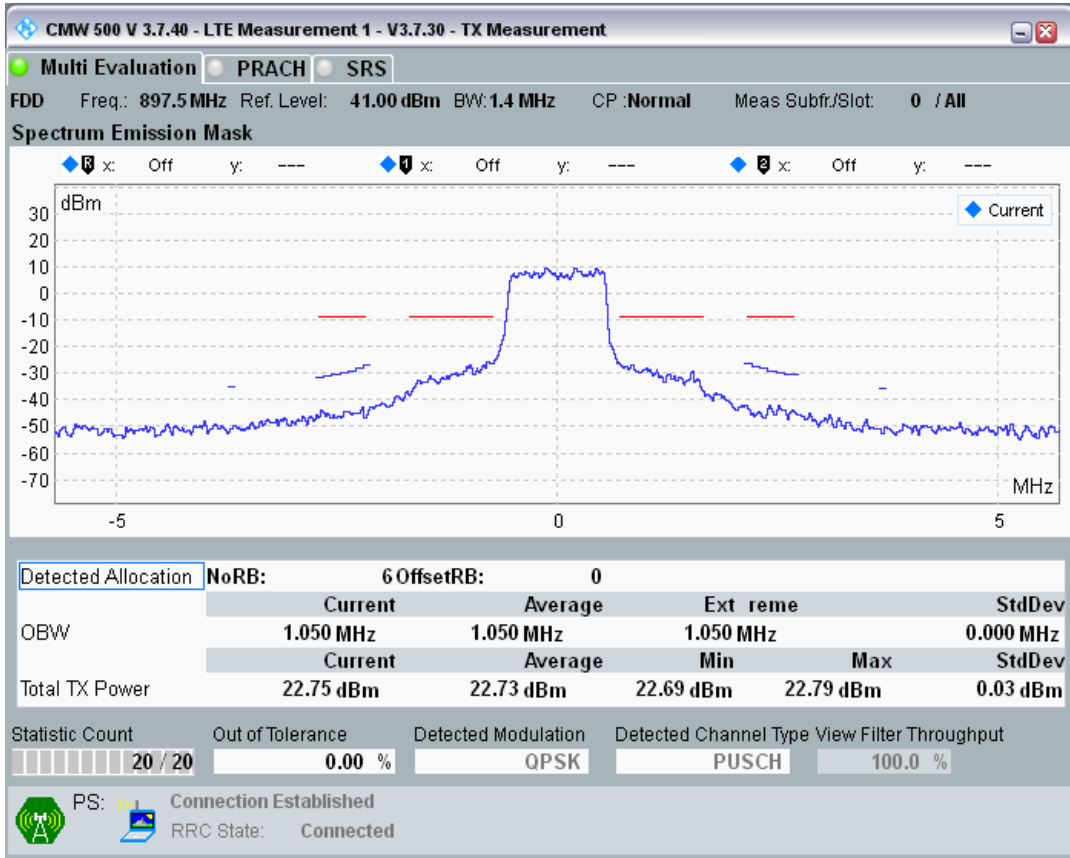 CMW 500 V 3.7.40 - LTE Measurement 1 - V3.7.30 - TX Measurement
Multi Evaluation PRACH SRS
FDD Freq.: 897.5 MHz Ref. Level: 41.00 dBm BW: 1.4 MHz CP :Normal Meas Subfr./Slot: 0 / All
Spectrum Emission Mask
R x: Off y: --- 1 x: Off y: --- 2 x: Off y: ---
dBm
Current
30
20
10
0
-10
-20
-30
-40
-50
-60
-70
MHz
-5 0 5
Detected Allocation NoRB: 6 OffsetRB: 0
Current Average Ext reme StdDev
OBW 1.050 MHz 1.050 MHz 1.050 MHz 0.000 MHz
Current Average Min Max StdDev
Total TX Power 22.75 dBm 22.73 dBm 22.69 dBm 22.79 dBm 0.03 dBm
Statistic Count Out of Tolerance Detected Modulation Detected Channel Type View Filter Throughput
20 / 20 0.00 % QPSK PUSCH 100.0 %
PS: Connection Established
RRC State: Connected